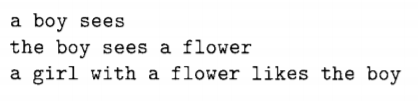 a boy sees
the boy sees a flower
a girl with a flower likes the boy